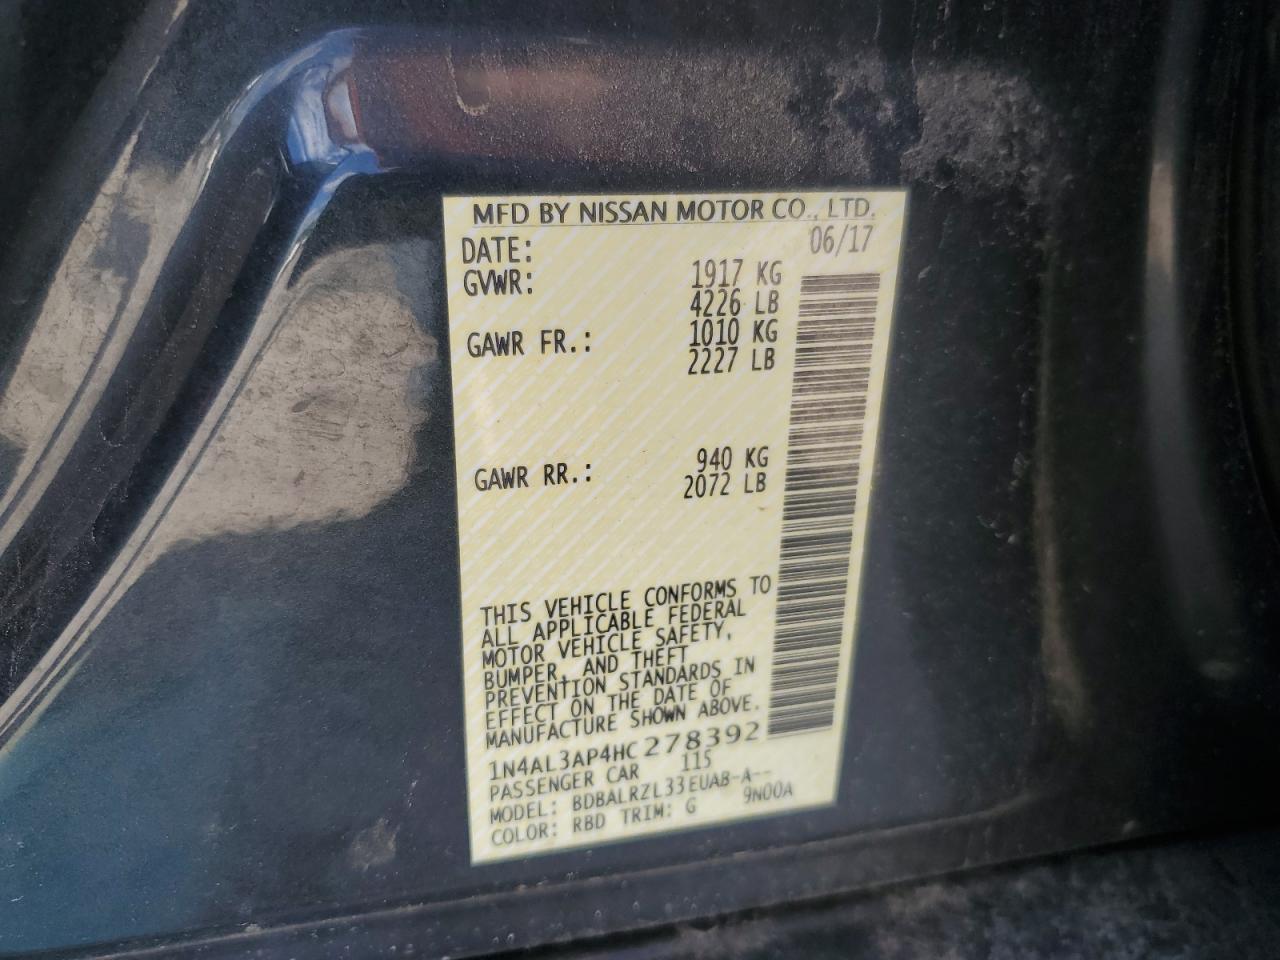 MFD BY NISSAN MOTOR CO., LTD.
DATE: 06/17
GVWR: 1917 KG
4226 LB
GAWR FR.: 1010 KG
2227 LB
GAWR RR.: 940 KG
2072 LB
THIS VEHICLE CONFORMS TO
ALL APPLICABLE FEDERAL
MOTOR VEHICLE SAFETY,
BUMPER, AND THEFT
PREVENTION STANDARDS IN
EFFECT ON THE DATE OF
MANUFACTURE SHOWN ABOVE.
1N4AL3AP4HC278392
PASSENGER CAR 115
MODEL: BDBALRZL33EUAB-A--
COLOR: RBD TRIM: G 9N00A